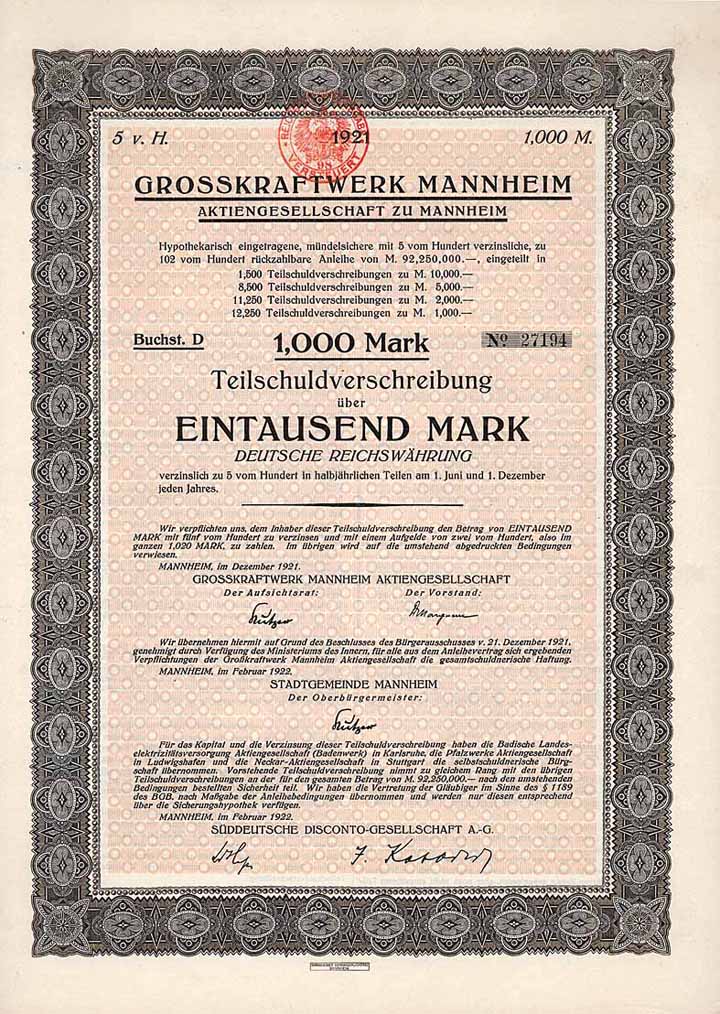 5 v. H. 1921 1,000 M.
VERSTEUERT
GROSSKRAFTWERK MANNHEIM
AKTIENGESELLSCHAFT ZU MANNHEIM
Hypothekarisch eingetragene, mündelsichere mit 5 vom Hundert verzinsliche, zu
102 vom Hundert rückzahlbare Anleihe von M. 92,250,000.—, eingeteilt in
1,500 Teilschuldverschreibungen zu M. 10,000.—
8,500 Teilschuldverschreibungen zu M. 5,000.—
11,250 Teilschuldverschreibungen zu M. 2,000.—
12,250 Teilschuldverschreibungen zu M. 1,000.—
Buchst. D 1,000 Mark No 27194
Teilschuldverschreibung
über
EINTAUSEND MARK
DEUTSCHE REICHSWÄHRUNG
verzinslich zu 5 vom Hundert in halbjährlichen Teilen am 1. Juni und 1. Dezember
jeden Jahres.
Wir verpflichten uns, dem Inhaber dieser Teilschuldverschreibung den Betrag von EINTAUSEND
MARK mit fünf vom Hundert zu verzinsen und mit einem Aufgelde von zwei vom Hundert, also im
ganzen 1,020 MARK, zu zahlen. Im übrigen wird auf die umstehend abgedruckten Bedingungen
verwiesen.
MANNHEIM, im Dezember 1921.
GROSSKRAFTWERK MANNHEIM AKTIENGESELLSCHAFT
Der Aufsichtsrat: Der Vorstand:
Wir übernehmen hiermit auf Grund des Beschlusses des Bürgerausschusses v. 21. Dezember 1921,
genehmigt durch Verfügung des Ministeriums des Innern, für alle aus dem Anleihevertrag sich ergebenden
Verpflichtungen der Großkraftwerk Mannheim Aktiengesellschaft die gesamtschuldnerische Haftung.
MANNHEIM, im Februar 1922.
STADTGEMEINDE MANNHEIM
Der Oberbürgermeister:
Für das Kapital und die Verzinsung dieser Teilschuldverschreibung haben die Badische Landes-
elektrizitätsversorgung Aktiengesellschaft (Badenwerk) in Karlsruhe, die Pfalzwerke Aktiengesellschaft
in Ludwigshafen und die Neckar-Aktiengesellschaft in Stuttgart die selbstschuldnerische Bürg-
schaft übernommen. Vorstehende Teilschuldverschreibung nimmt zu gleichem Rang mit den übrigen
Teilschuldverschreibungen an der für den gesamten Betrag von M. 92,250,000.— nach den umstehenden
Bedingungen bestellten Sicherheit teil. Wir haben die Vertretung der Gläubiger im Sinne des § 1189
des BGB. nach Maßgabe der Anleihebedingungen übernommen und werden nur diesen entsprechend
über die Sicherungshypothek verfügen.
MANNHEIM, im Februar 1922.
SÜDDEUTSCHE DISCONTO-GESELLSCHAFT A.-G.